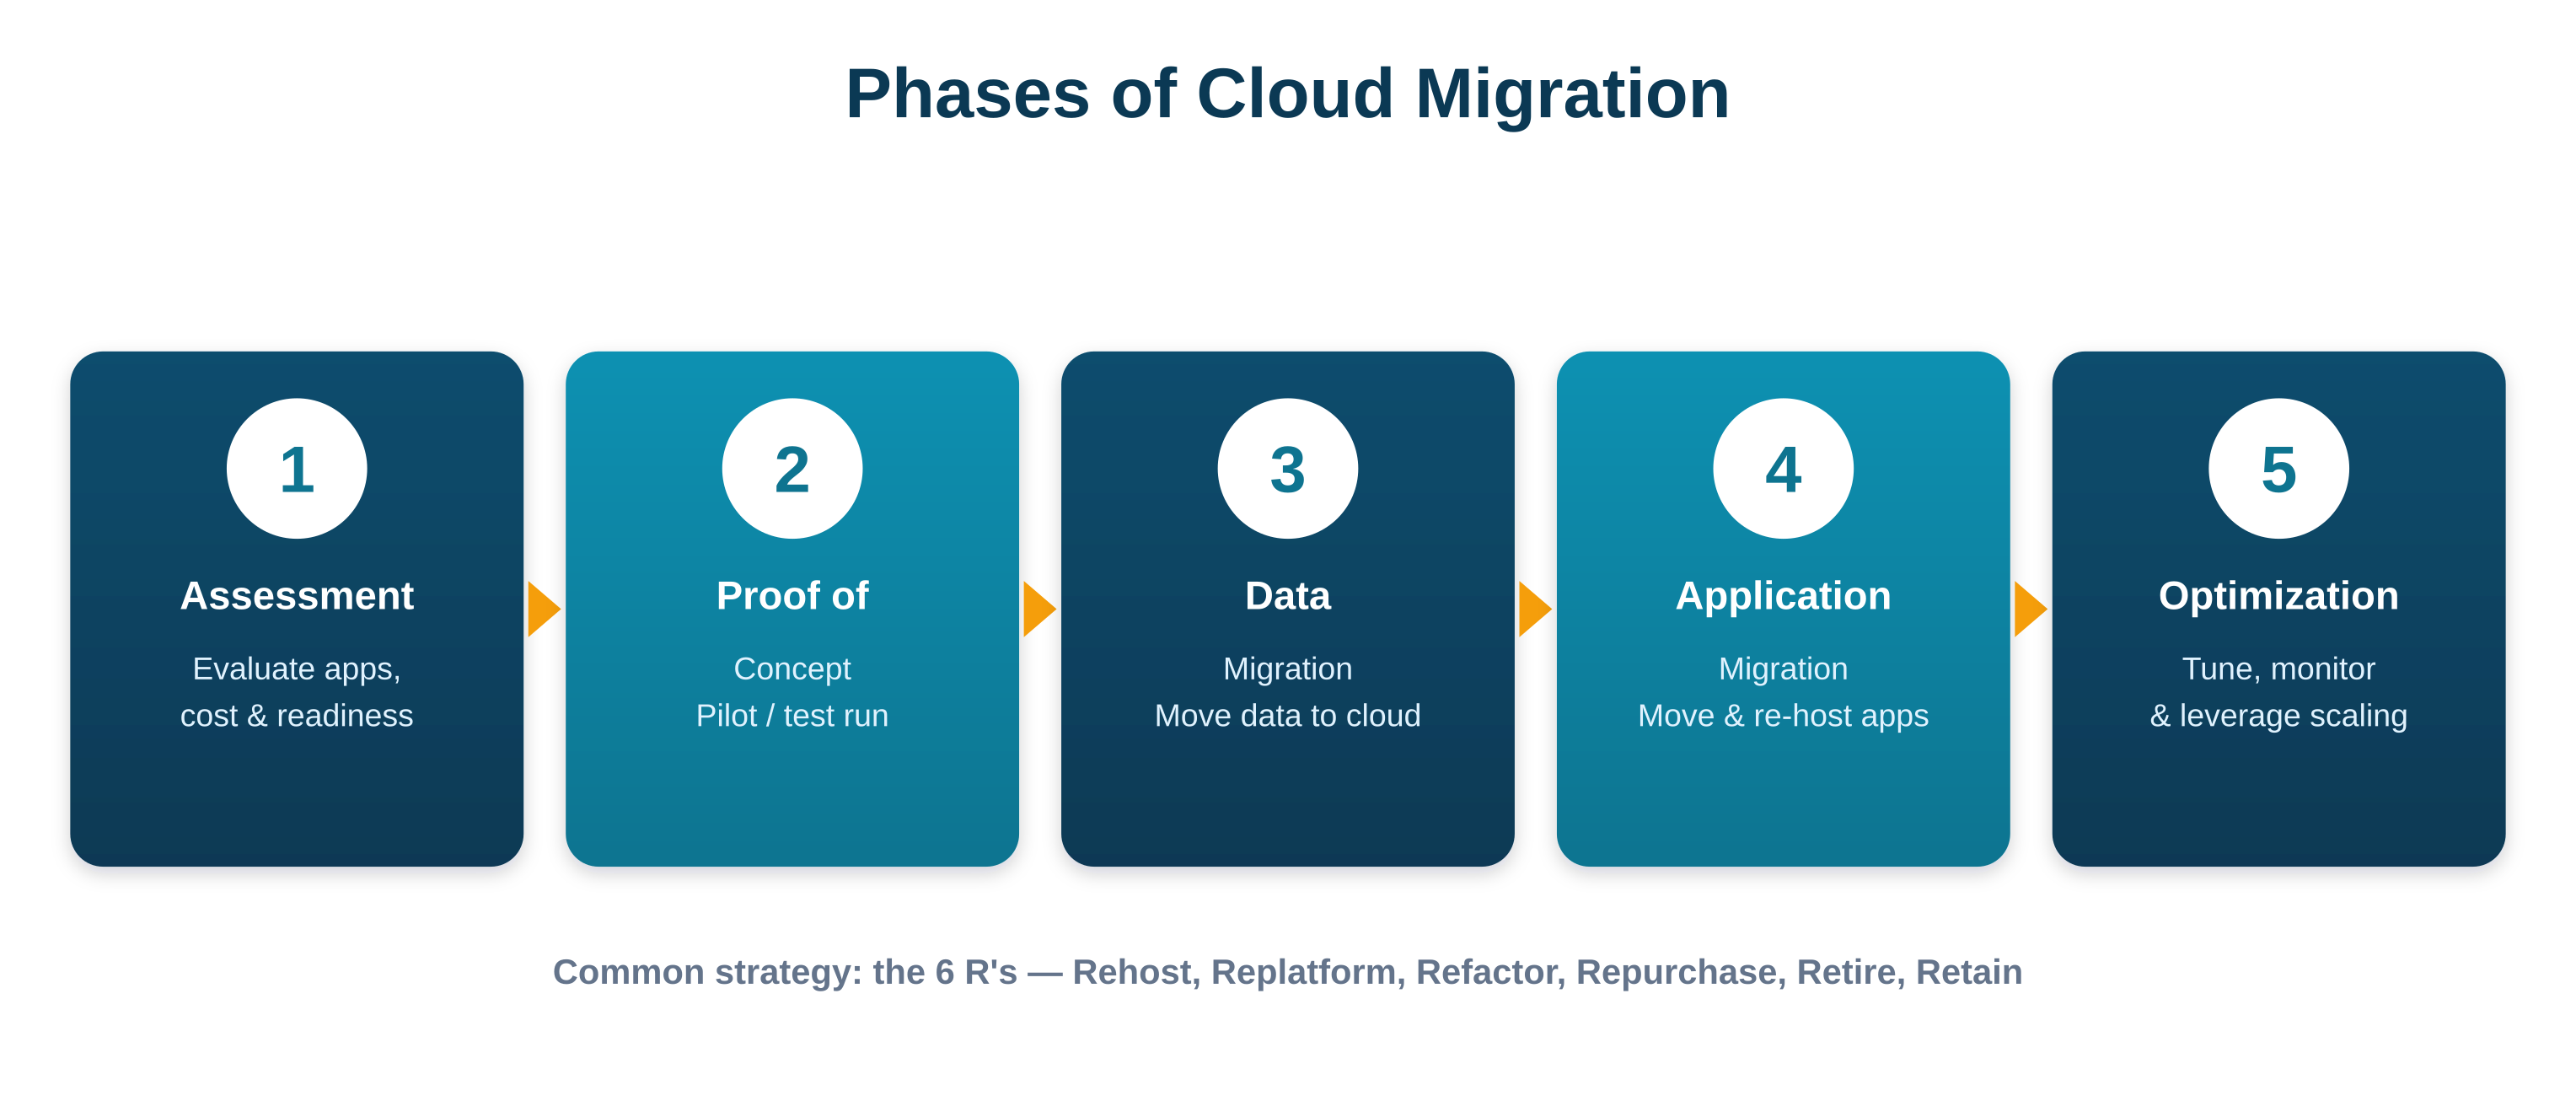 Phases of Cloud Migration
1
Assessment
Evaluate apps,
cost & readiness
2
Proof of
Concept
Pilot / test run
3
Data
Migration
Move data to cloud
4
Application
Migration
Move & re-host apps
5
Optimization
Tune, monitor
& leverage scaling
Common strategy: the 6 R's — Rehost, Replatform, Refactor, Repurchase, Retire, Retain